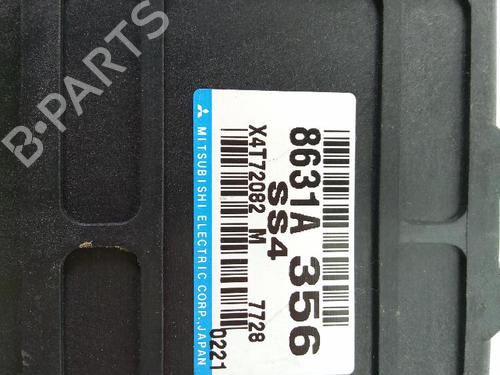 8631A 356
SS4
X4T72082 M 7728
0221
MITSUBISHI ELECTRIC CORP., JAPAN
B-PARTS